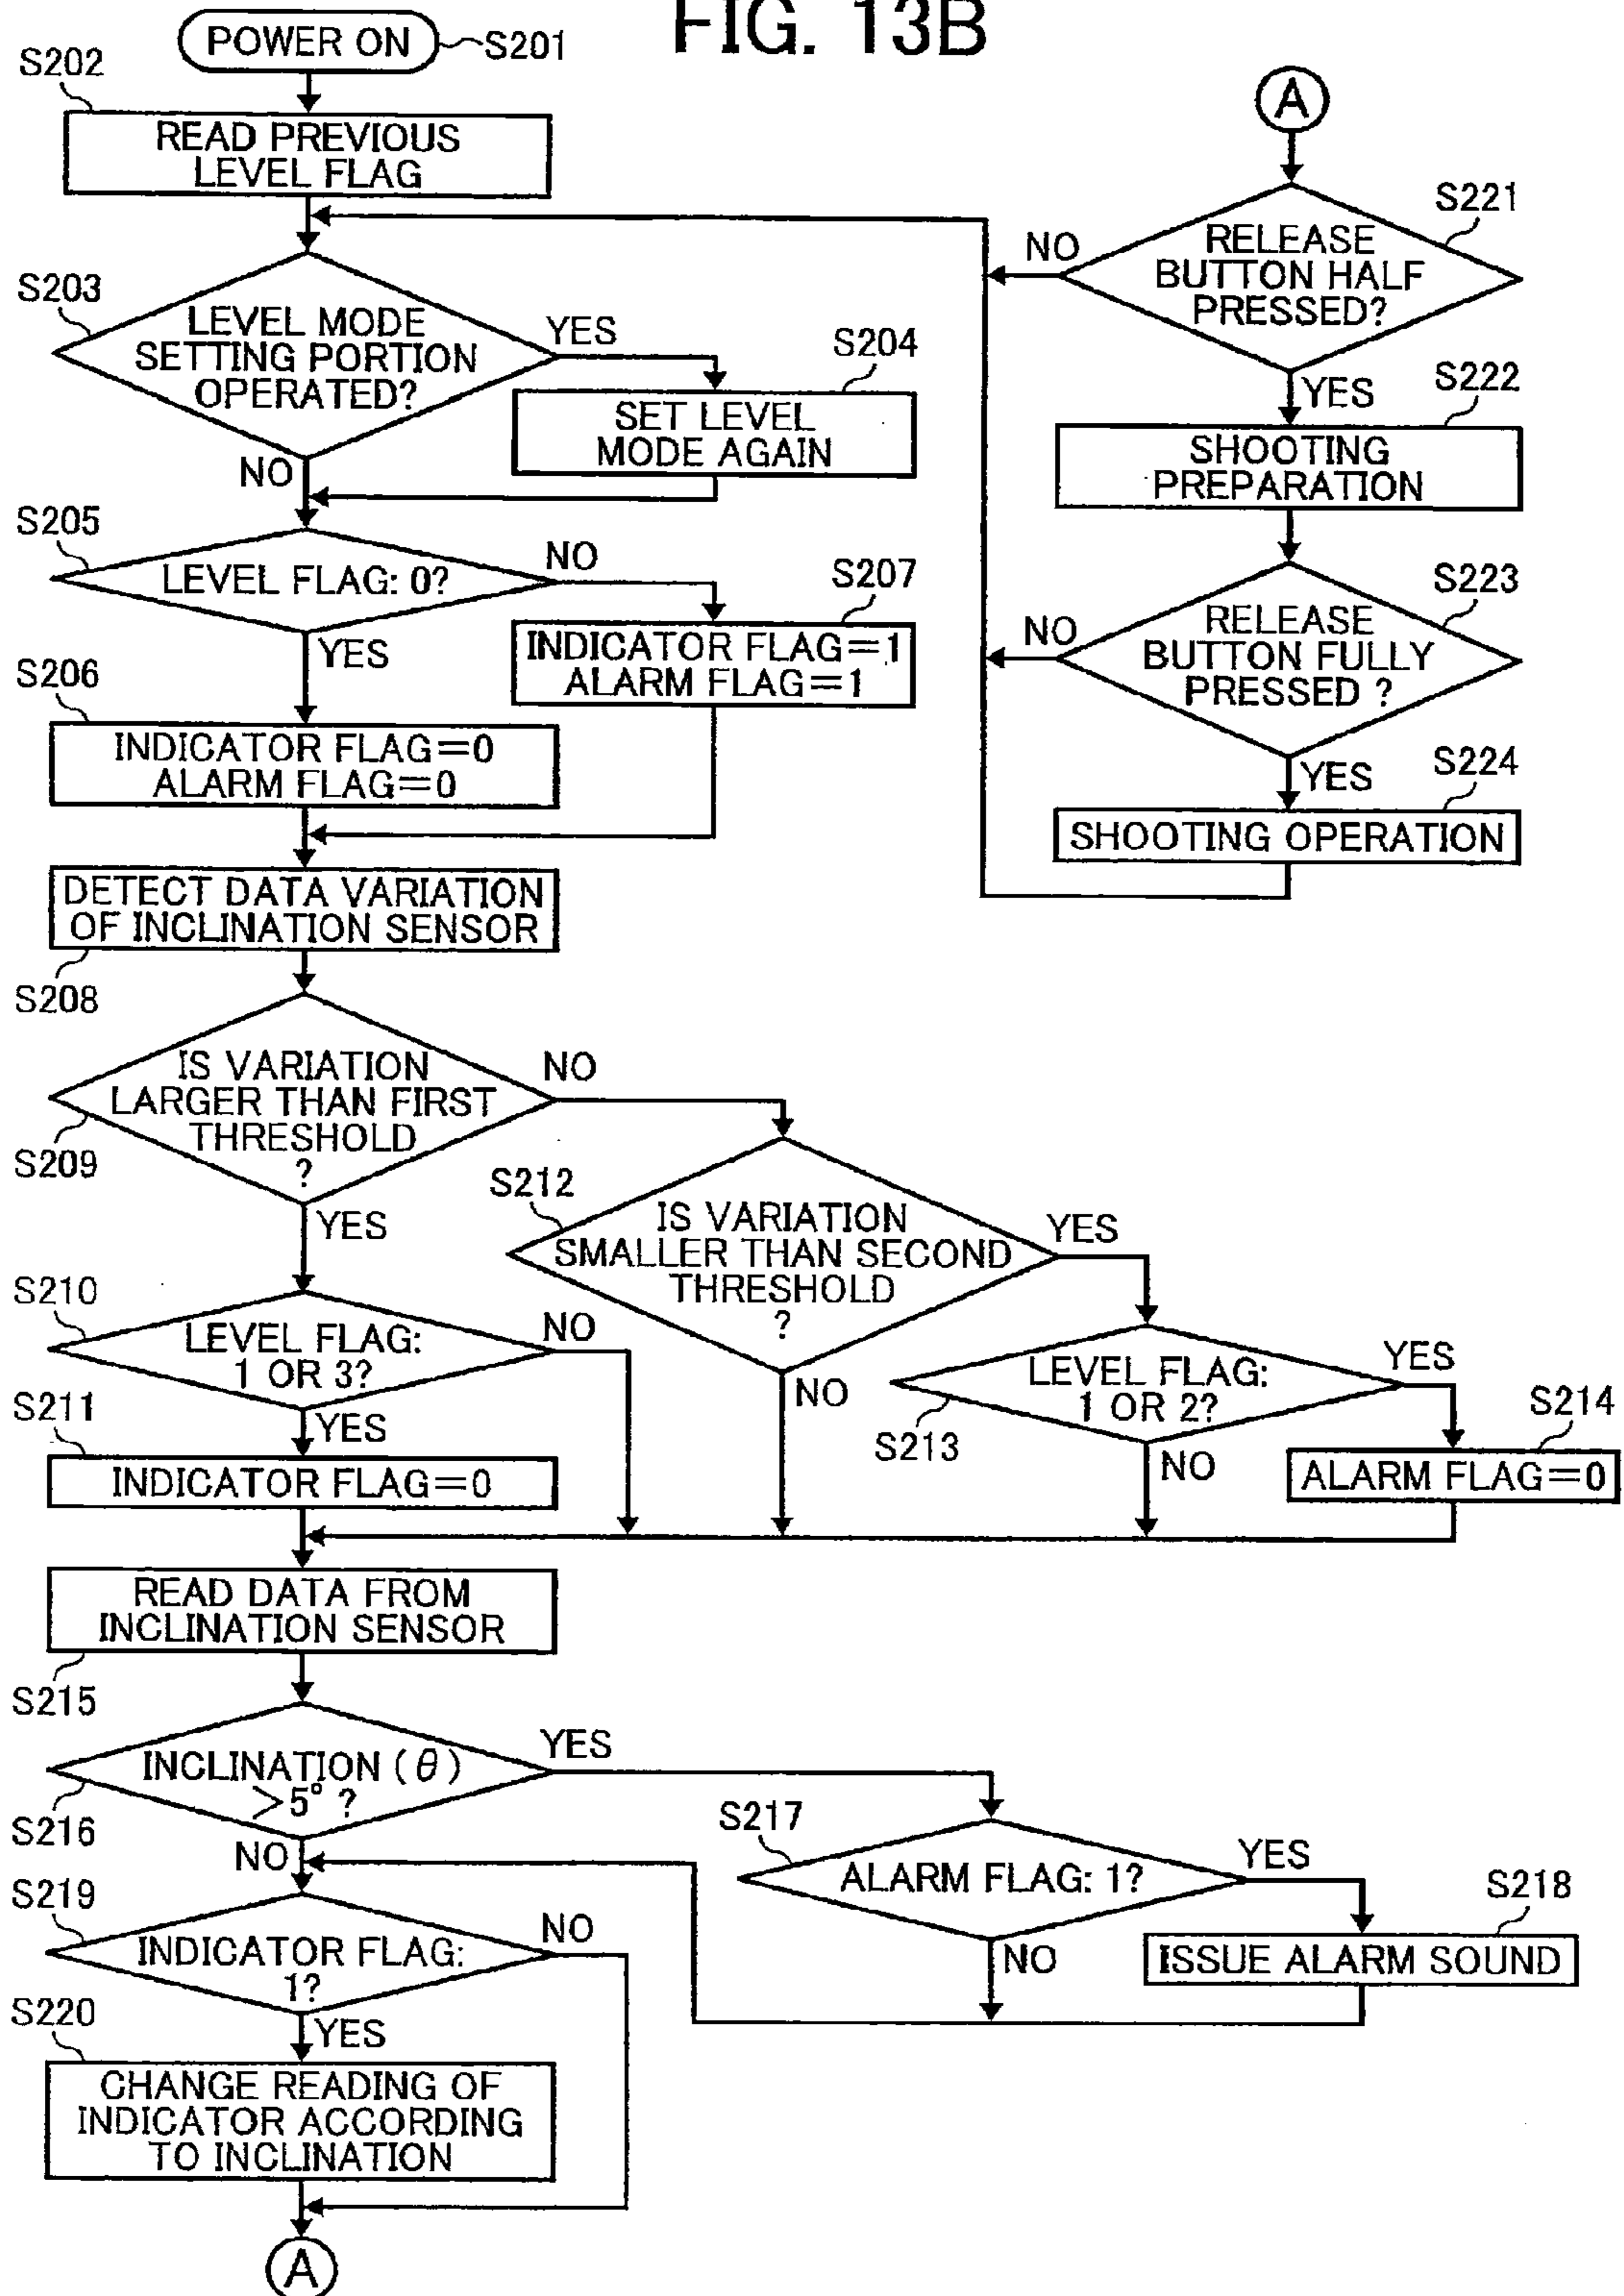 FIG. 13B
POWER ON
S201
S202
READ PREVIOUS
LEVEL FLAG
S203
LEVEL MODE
SETTING PORTION
OPERATED?
YES
NO
S204
SET LEVEL
MODE AGAIN
S205
LEVEL FLAG: 0?
NO
YES
S207
INDICATOR FLAG=1
ALARM FLAG=1
S206
INDICATOR FLAG=0
ALARM FLAG=0
DETECT DATA VARIATION
OF INCLINATION SENSOR
S208
IS VARIATION
LARGER THAN FIRST
THRESHOLD
?
S209
NO
YES
S212
IS VARIATION
SMALLER THAN SECOND
THRESHOLD
?
YES
NO
S210
LEVEL FLAG:
1 OR 3?
NO
YES
S213
LEVEL FLAG:
1 OR 2?
YES
NO
S214
ALARM FLAG=0
S211
INDICATOR FLAG=0
READ DATA FROM
INCLINATION SENSOR
S215
INCLINATION (θ)
>5° ?
S216
YES
NO
S217
ALARM FLAG: 1?
YES
NO
S218
ISSUE ALARM SOUND
S219
INDICATOR FLAG:
1?
NO
YES
S220
CHANGE READING OF
INDICATOR ACCORDING
TO INCLINATION
A
A
S221
RELEASE
BUTTON HALF
PRESSED?
NO
YES
S222
SHOOTING
PREPARATION
S223
RELEASE
BUTTON FULLY
PRESSED ?
NO
YES
S224
SHOOTING OPERATION